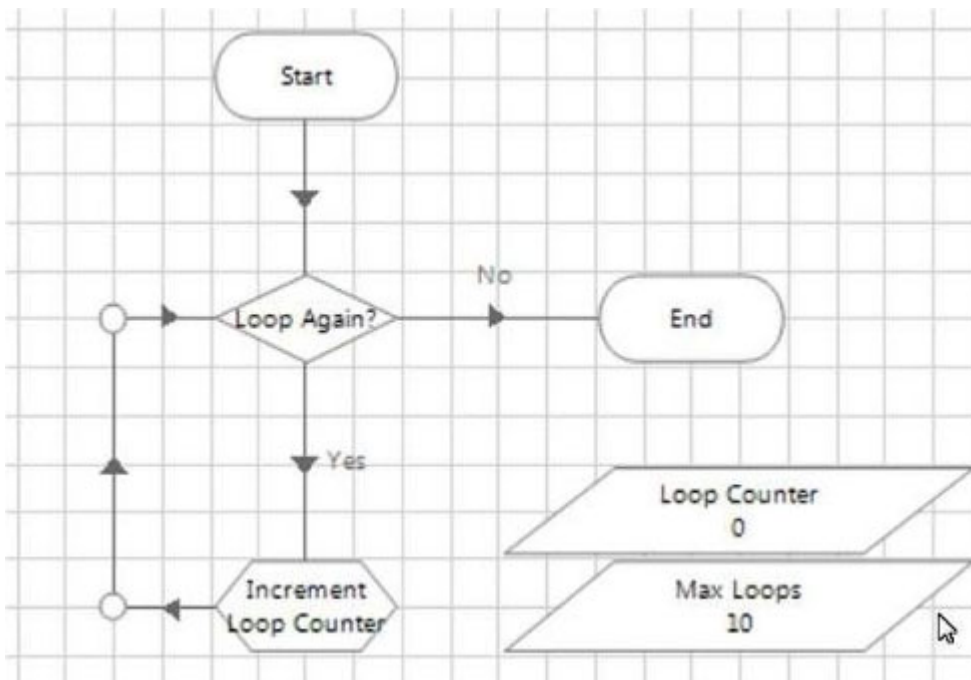 Start
No
Loop Again?
End
Yes
Loop Counter
0
Increment
Loop Counter
Max Loops
10